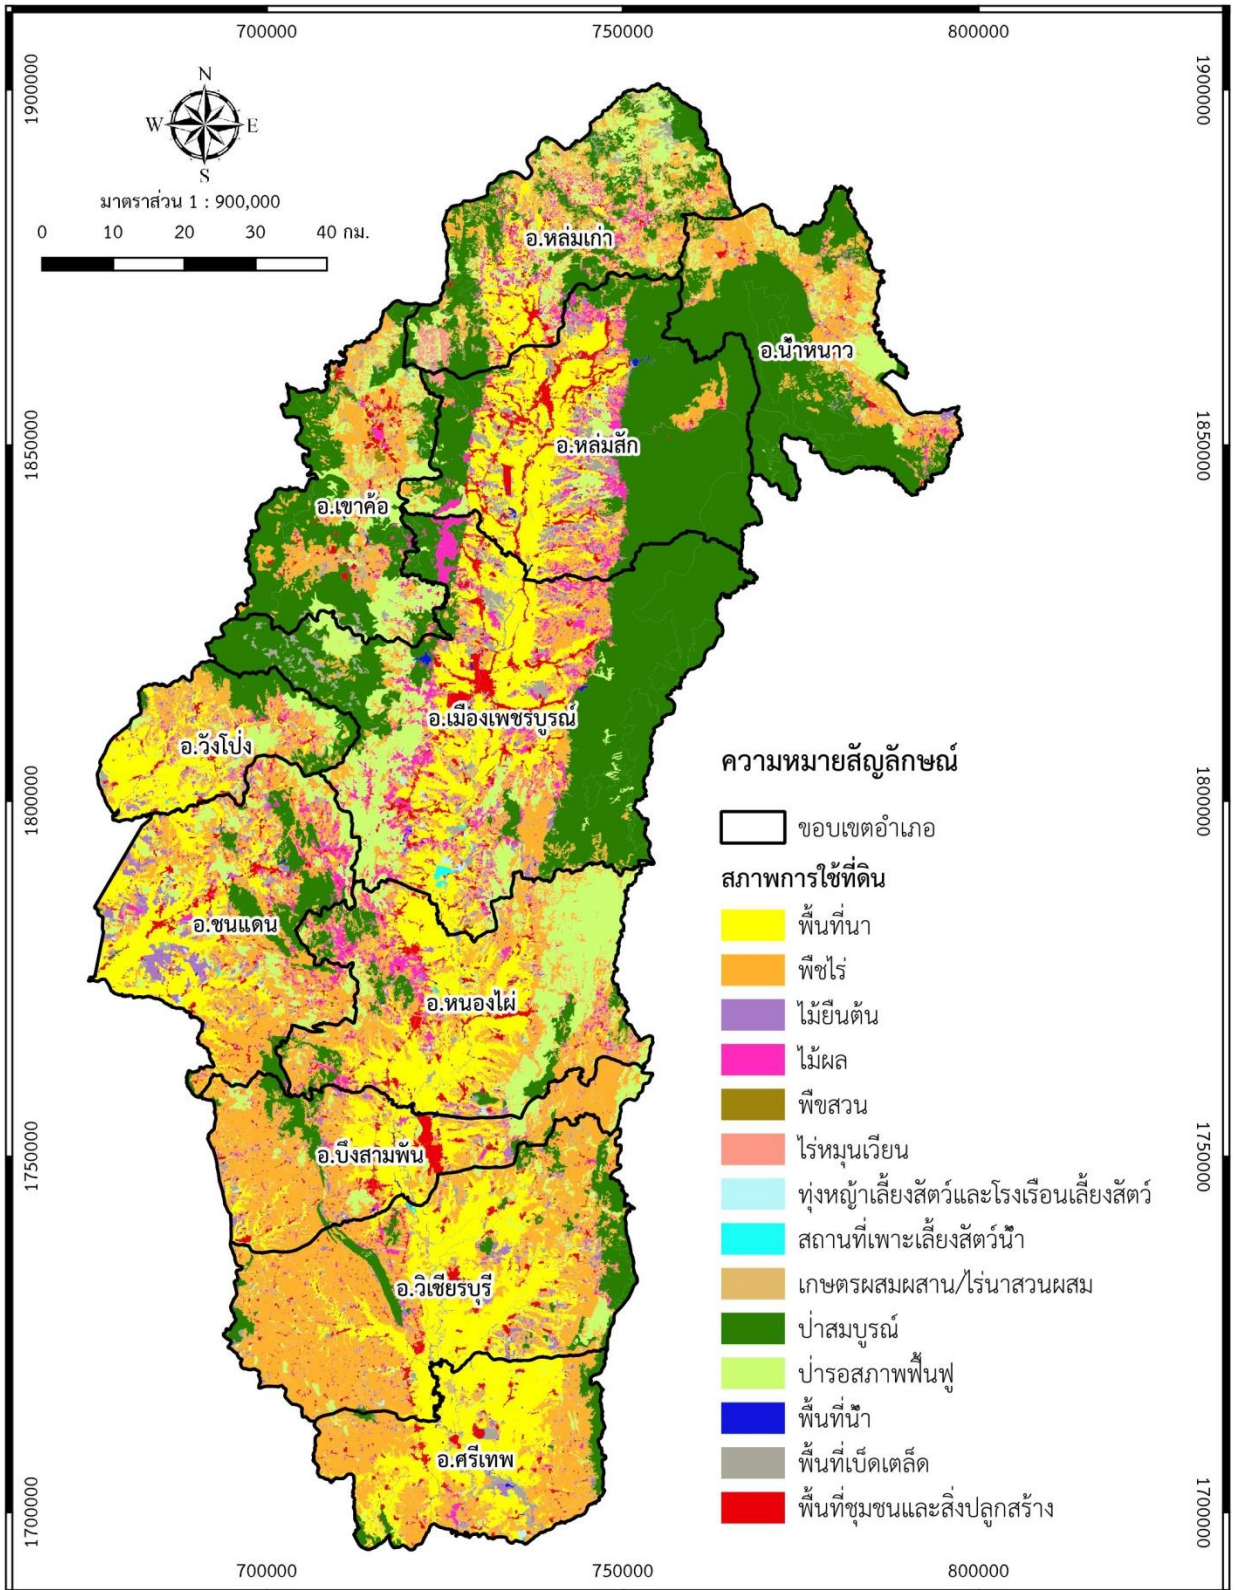 700000 750000 800000
1900000 1900000
N
W E
S
มาตราส่วน 1 : 900,000
0 10 20 30 40 กม.
อ.หล่มเก่า
อ.น้ำหนาว
อ.หล่มสัก
1850000 1850000
อ.เขาค้อ
อ.เมืองเพชรบูรณ์
อ.วังโป่ง
ความหมายสัญลักษณ์
1800000 1800000
ขอบเขตอำเภอ
สภาพการใช้ที่ดิน
พื้นที่นา
อ.ชนแดน
พืชไร่
อ.หนองไผ่
ไม้ยืนต้น
ไม้ผล
พืขสวน
1750000 1750000
อ.บึงสามพัน
ไร่หมุนเวียน
ทุ่งหญ้าเลี้ยงสัตว์และโรงเรือนเลี้ยงสัตว์
สถานที่เพาะเลี้ยงสัตว์น้ำ
อ.วิเชียรบุรี
เกษตรผสมผสาน/ไร่นาสวนผสม
ป่าสมบูรณ์
ป่ารอสภาพฟื้นฟู
พื้นที่น้ำ
อ.ศรีเทพ
พื้นที่เบ็ดเตล็ด
พื้นที่ชุมชนและสิ่งปลูกสร้าง
1700000 1700000
700000 750000 800000